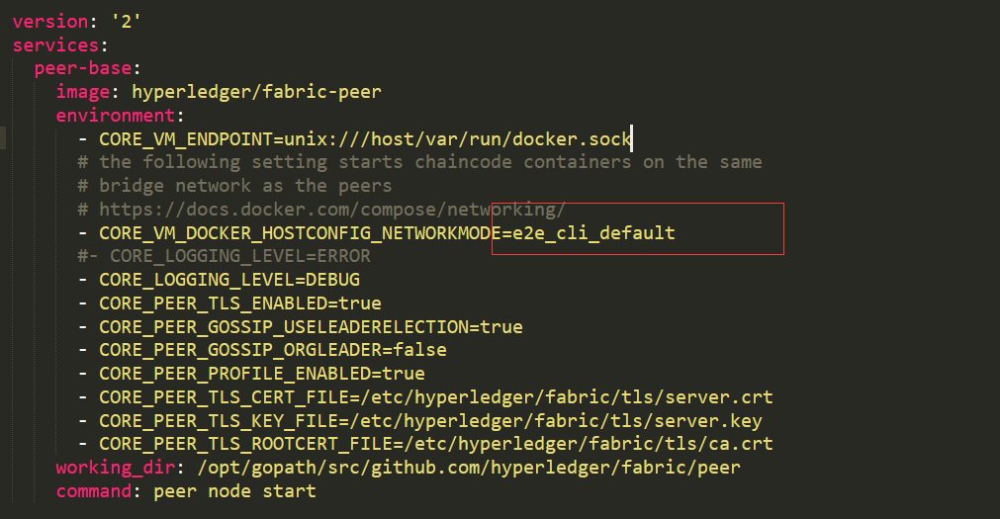 version: '2'
services:
  peer-base:
    image: hyperledger/fabric-peer
    environment:
      - CORE_VM_ENDPOINT=unix:///host/var/run/docker.sock
      # the following setting starts chaincode containers on the same
      # bridge network as the peers
      # https://docs.docker.com/compose/networking/
      - CORE_VM_DOCKER_HOSTCONFIG_NETWORKMODE=e2e_cli_default
      #- CORE_LOGGING_LEVEL=ERROR
      - CORE_LOGGING_LEVEL=DEBUG
      - CORE_PEER_TLS_ENABLED=true
      - CORE_PEER_GOSSIP_USELEADERELECTION=true
      - CORE_PEER_GOSSIP_ORGLEADER=false
      - CORE_PEER_PROFILE_ENABLED=true
      - CORE_PEER_TLS_CERT_FILE=/etc/hyperledger/fabric/tls/server.crt
      - CORE_PEER_TLS_KEY_FILE=/etc/hyperledger/fabric/tls/server.key
      - CORE_PEER_TLS_ROOTCERT_FILE=/etc/hyperledger/fabric/tls/ca.crt
    working_dir: /opt/gopath/src/github.com/hyperledger/fabric/peer
    command: peer node start